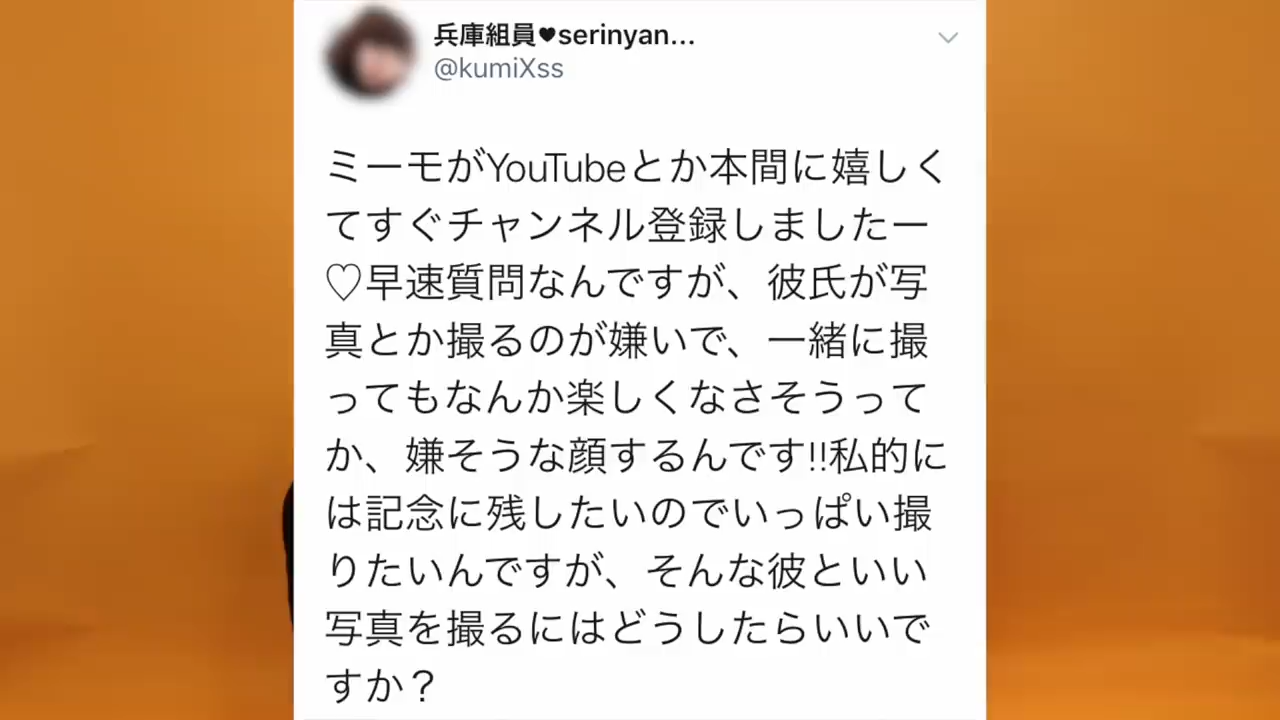 兵庫組員♥serinyan...
@kumiXss
ミーモがYouTubeとか本間に嬉しく
てすぐチャンネル登録しましたー
♡早速質問なんですが、彼氏が写
真とか撮るのが嫌いで、一緒に撮
ってもなんか楽しくなさそうって
か、嫌そうな顔するんです!!私的に
は記念に残したいのでいっぱい撮
りたいんですが、そんな彼といい
写真を撮るにはどうしたらいいで
すか？